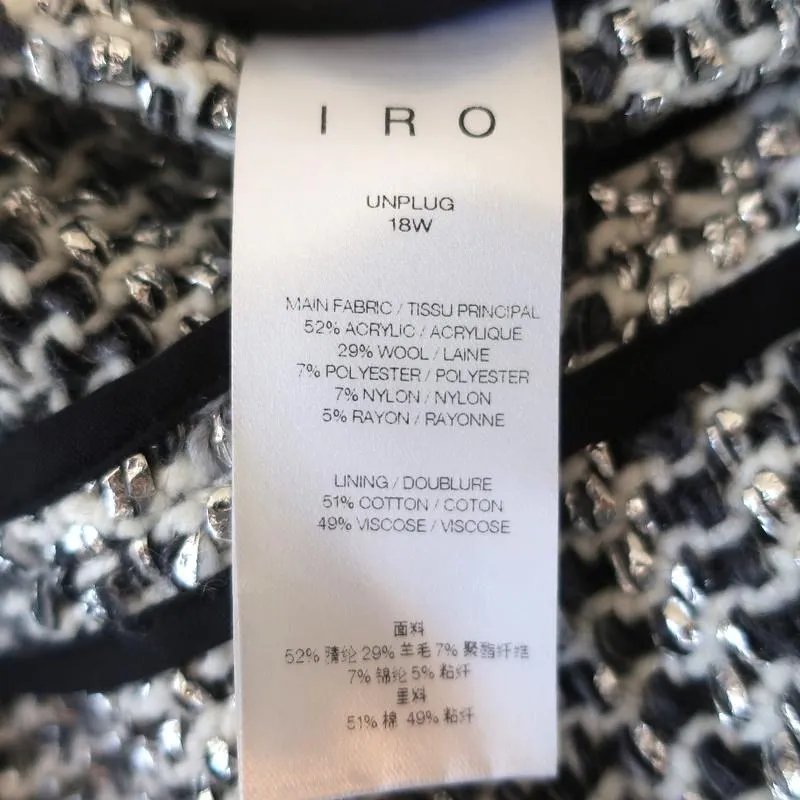 IRO
UNPLUG
18W
MAIN FABRIC / TISSU PRINCIPAL
52% ACRYLIC / ACRYLIQUE
29% WOOL / LAINE
7% POLYESTER / POLYESTER
7% NYLON / NYLON
5% RAYON / RAYONNE
LINING / DOUBLURE
51% COTTON / COTON
49% VISCOSE / VISCOSE
面料
52% 腈纶 29% 羊毛 7% 聚酯纤维
7% 锦纶 5% 粘纤
里料
51% 棉 49% 粘纤